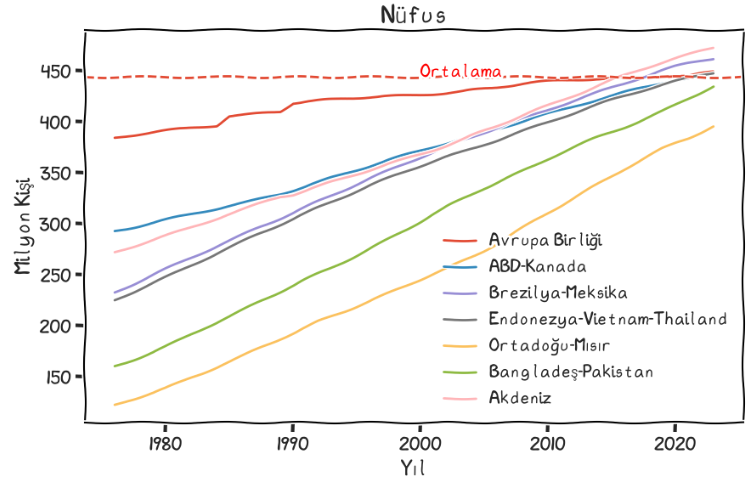 Nüfus
Ortalama
450
400
350
300
250
200
150
Milyon Kişi
Avrupa Birliği
ABD-Kanada
Brezilya-Meksika
Endonezya-Vietnam-Thailand
Ortadoğu-Mısır
Bangladeş-Pakistan
Akdeniz
1980
1990
2000
2010
2020
Yıl